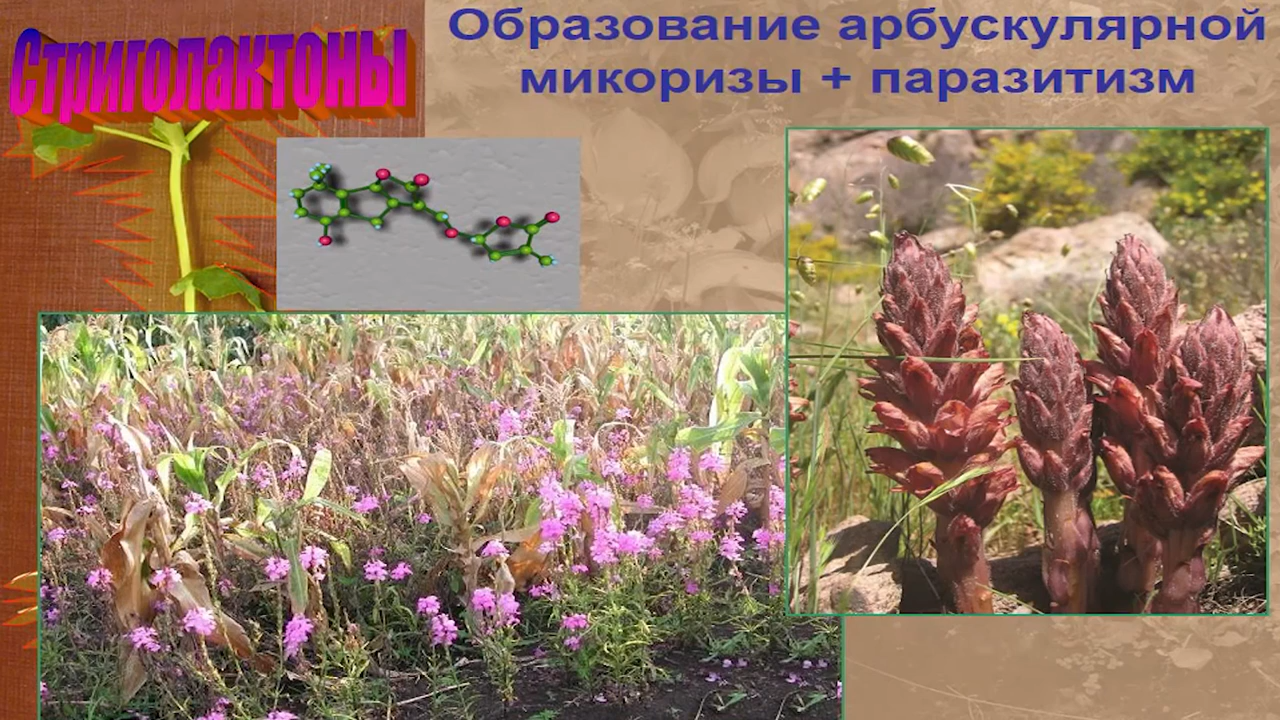 Стриголактоны
Образование арбускулярной
микоризы + паразитизм